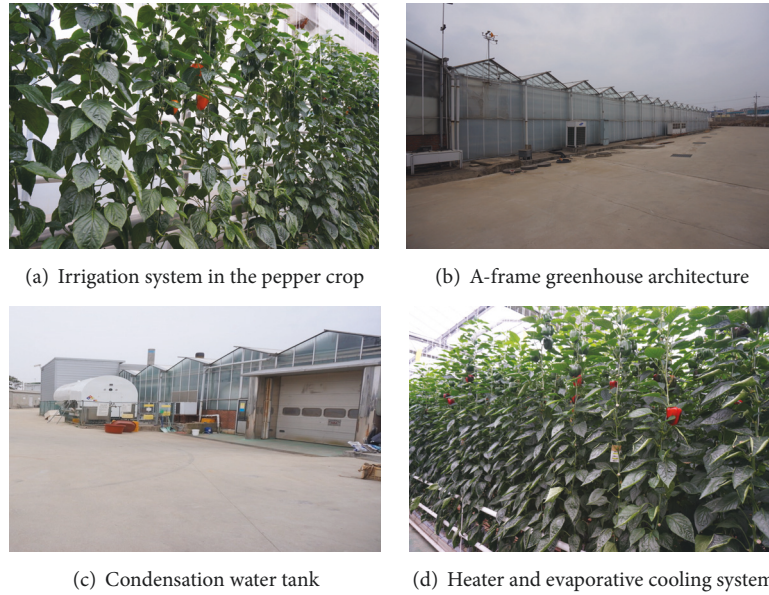 (a) Irrigation system in the pepper crop
(b) A-frame greenhouse architecture
(c) Condensation water tank
(d) Heater and evaporative cooling system